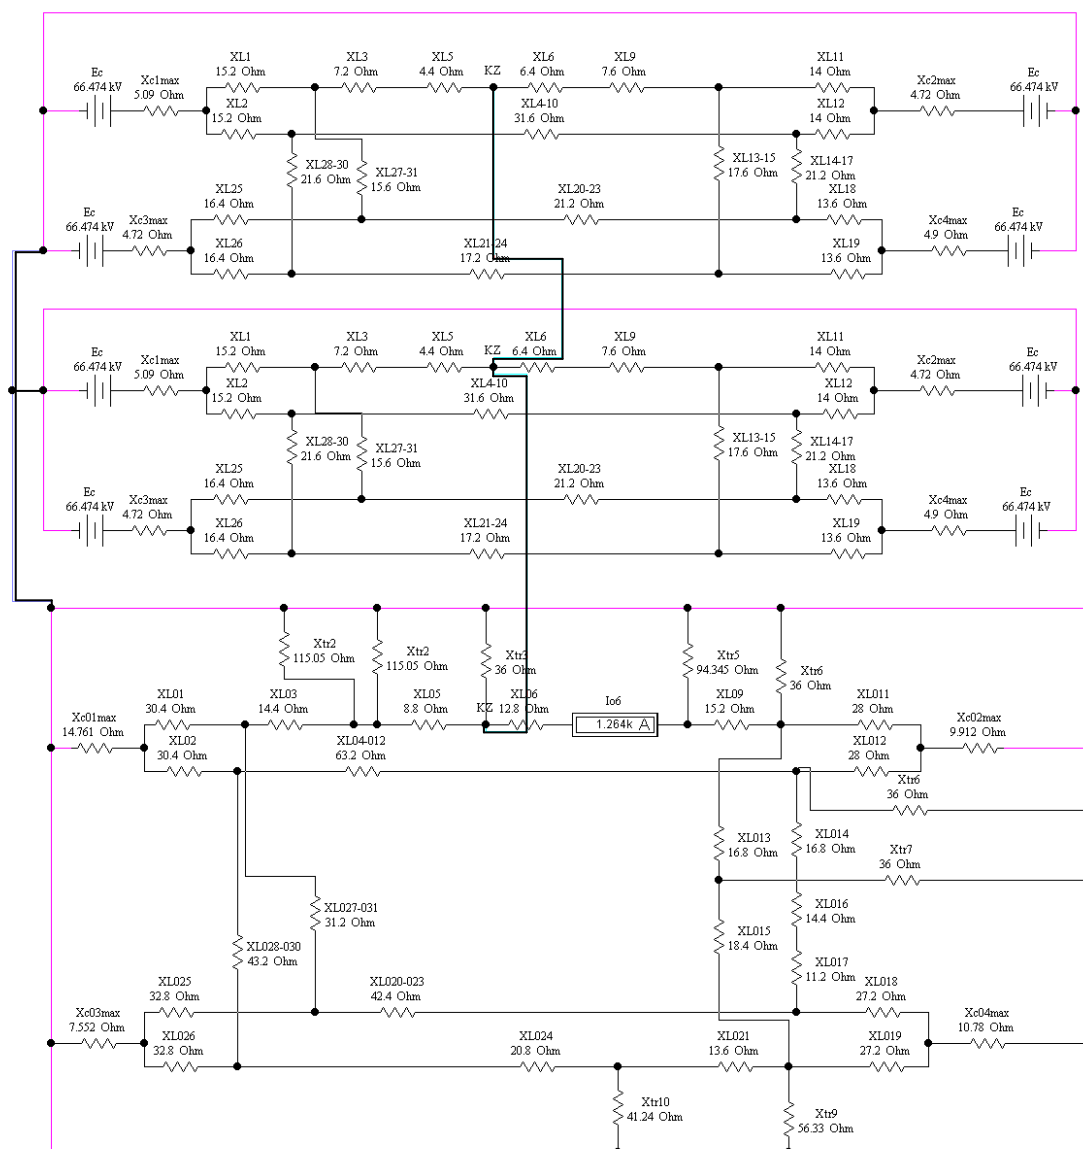 XL1
15.2 Ohm
XL3
7.2 Ohm
XL5
4.4 Ohm
KZ
XL6
6.4 Ohm
XL9
7.6 Ohm
XL11
14 Ohm
Ec
66.474 kV
Xc1max
5.09 Ohm
XL2
15.2 Ohm
XL4-10
31.6 Ohm
XL12
14 Ohm
Xc2max
4.72 Ohm
Ec
66.474 kV
XL28-30
21.6 Ohm
XL27-31
15.6 Ohm
XL13-15
17.6 Ohm
XL14-17
21.2 Ohm
XL25
16.4 Ohm
XL20-23
21.2 Ohm
XL18
13.6 Ohm
Ec
66.474 kV
Xc3max
4.72 Ohm
XL26
16.4 Ohm
XL21-24
17.2 Ohm
XL19
13.6 Ohm
Xc4max
4.9 Ohm
Ec
66.474 kV
XL1
15.2 Ohm
XL3
7.2 Ohm
XL5
4.4 Ohm
KZ
XL6
6.4 Ohm
XL9
7.6 Ohm
XL11
14 Ohm
Ec
66.474 kV
Xc1max
5.09 Ohm
XL2
15.2 Ohm
XL4-10
31.6 Ohm
XL12
14 Ohm
Xc2max
4.72 Ohm
Ec
66.474 kV
XL28-30
21.6 Ohm
XL27-31
15.6 Ohm
XL13-15
17.6 Ohm
XL14-17
21.2 Ohm
XL25
16.4 Ohm
XL20-23
21.2 Ohm
XL18
13.6 Ohm
Ec
66.474 kV
Xc3max
4.72 Ohm
XL26
16.4 Ohm
XL21-24
17.2 Ohm
XL19
13.6 Ohm
Xc4max
4.9 Ohm
Ec
66.474 kV
Xtr2
115.05 Ohm
Xtr2
115.05 Ohm
Xtr3
36 Ohm
Xtr5
94.345 Ohm
Xtr6
36 Ohm
XL01
30.4 Ohm
XL03
14.4 Ohm
XL05
8.8 Ohm
KZ
XL06
12.8 Ohm
Io6
1.264k A
XL09
15.2 Ohm
XL011
28 Ohm
Xc01max
14.761 Ohm
XL02
30.4 Ohm
XL04-012
63.2 Ohm
XL012
28 Ohm
Xc02max
9.912 Ohm
Xtr6
36 Ohm
XL013
16.8 Ohm
XL014
16.8 Ohm
Xtr7
36 Ohm
XL027-031
31.2 Ohm
XL016
14.4 Ohm
XL015
18.4 Ohm
XL028-030
43.2 Ohm
XL017
11.2 Ohm
XL025
32.8 Ohm
XL020-023
42.4 Ohm
XL018
27.2 Ohm
Xc03max
7.552 Ohm
XL026
32.8 Ohm
XL024
20.8 Ohm
XL021
13.6 Ohm
XL019
27.2 Ohm
Xc04max
10.78 Ohm
Xtr10
41.24 Ohm
Xtr9
56.33 Ohm